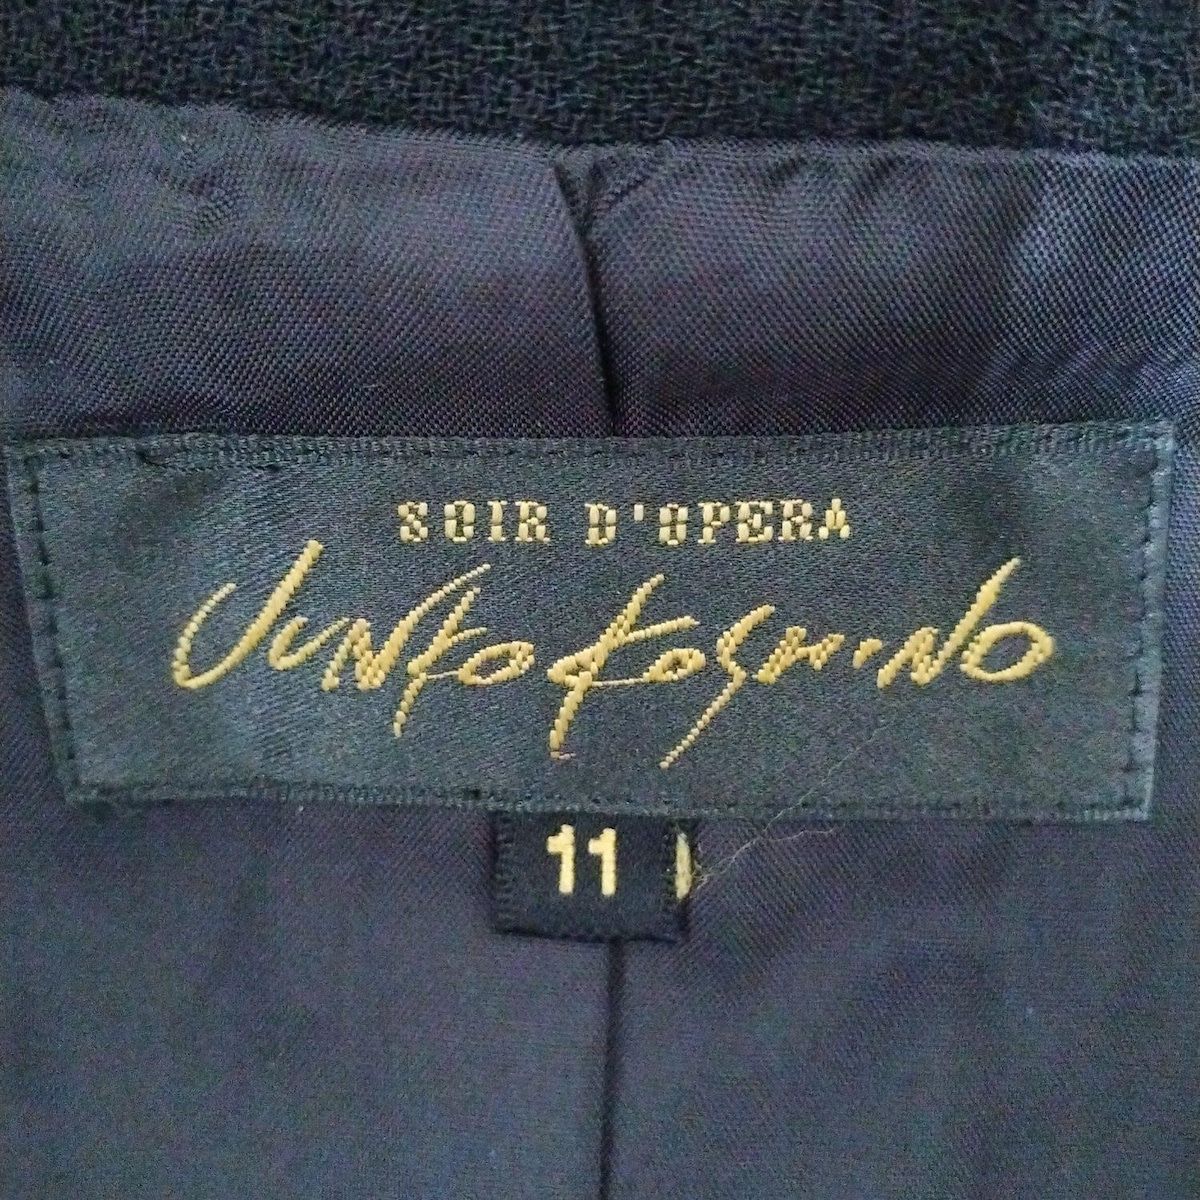 SOIR D'OPERA
JUNKO KOSHINO
11